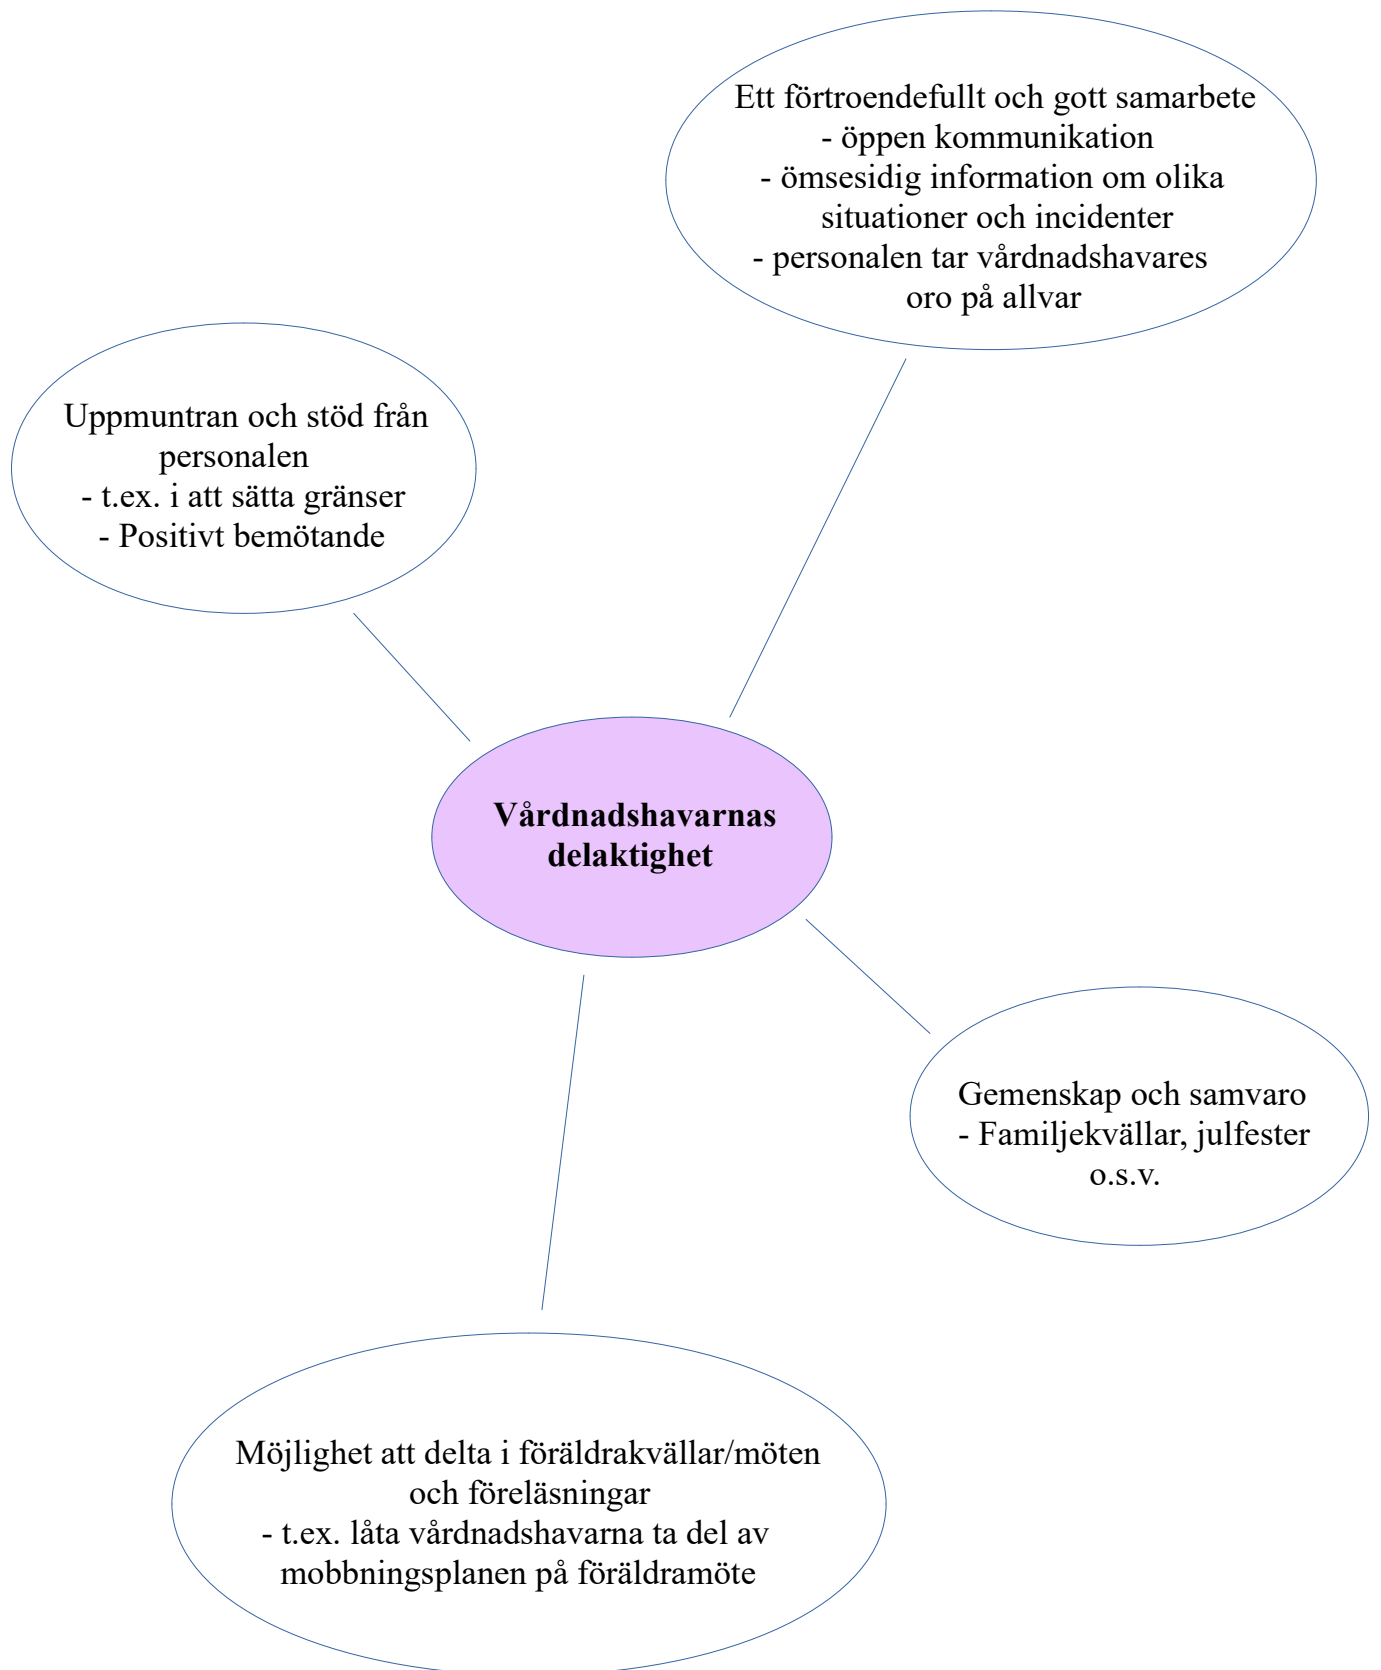 Ett förtroendefullt och gott samarbete
- öppen kommunikation
- ömsesidig information om olika
situationer och incidenter
- personalen tar vårdnadshavares
oro på allvar
Uppmuntran och stöd från
personalen
- t.ex. i att sätta gränser
- Positivt bemötande
Vårdnadshavarnas
delaktighet
Gemenskap och samvaro
- Familjekvällar, julfester
o.s.v.
Möjlighet att delta i föräldrakvällar/möten
och föreläsningar
- t.ex. låta vårdnadshavarna ta del av
mobbningsplanen på föräldramöte